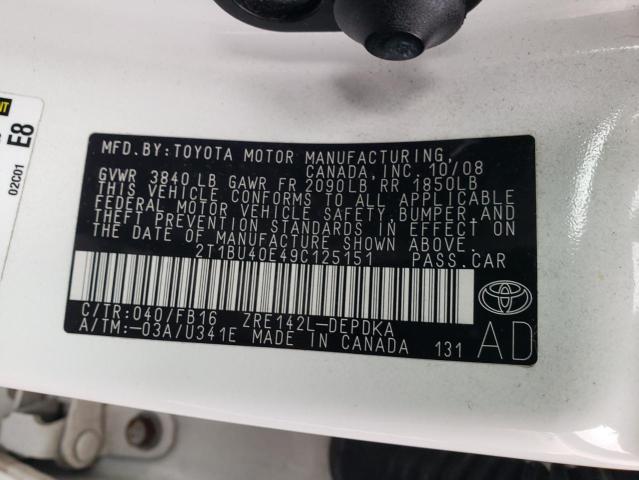 MFD.BY:TOYOTA MOTOR MANUFACTURING,
CANADA,INC. 10/08
GVWR 3840LB GAWR FR 2090LB RR 1850LB
THIS VEHICLE CONFORMS TO ALL APPLICABLE
FEDERAL MOTOR VEHICLE SAFETY, BUMPER, AND
THEFT PREVENTION STANDARDS IN EFFECT ON
THE DATE OF MANUFACTURE SHOWN ABOVE.
2T1BU40E49C125151 PASS.CAR
C/TR:040/FB16 ZRE142L-DEPDKA
A/TM:-03A/U341E MADE IN CANADA 131
AD
E8
02C01